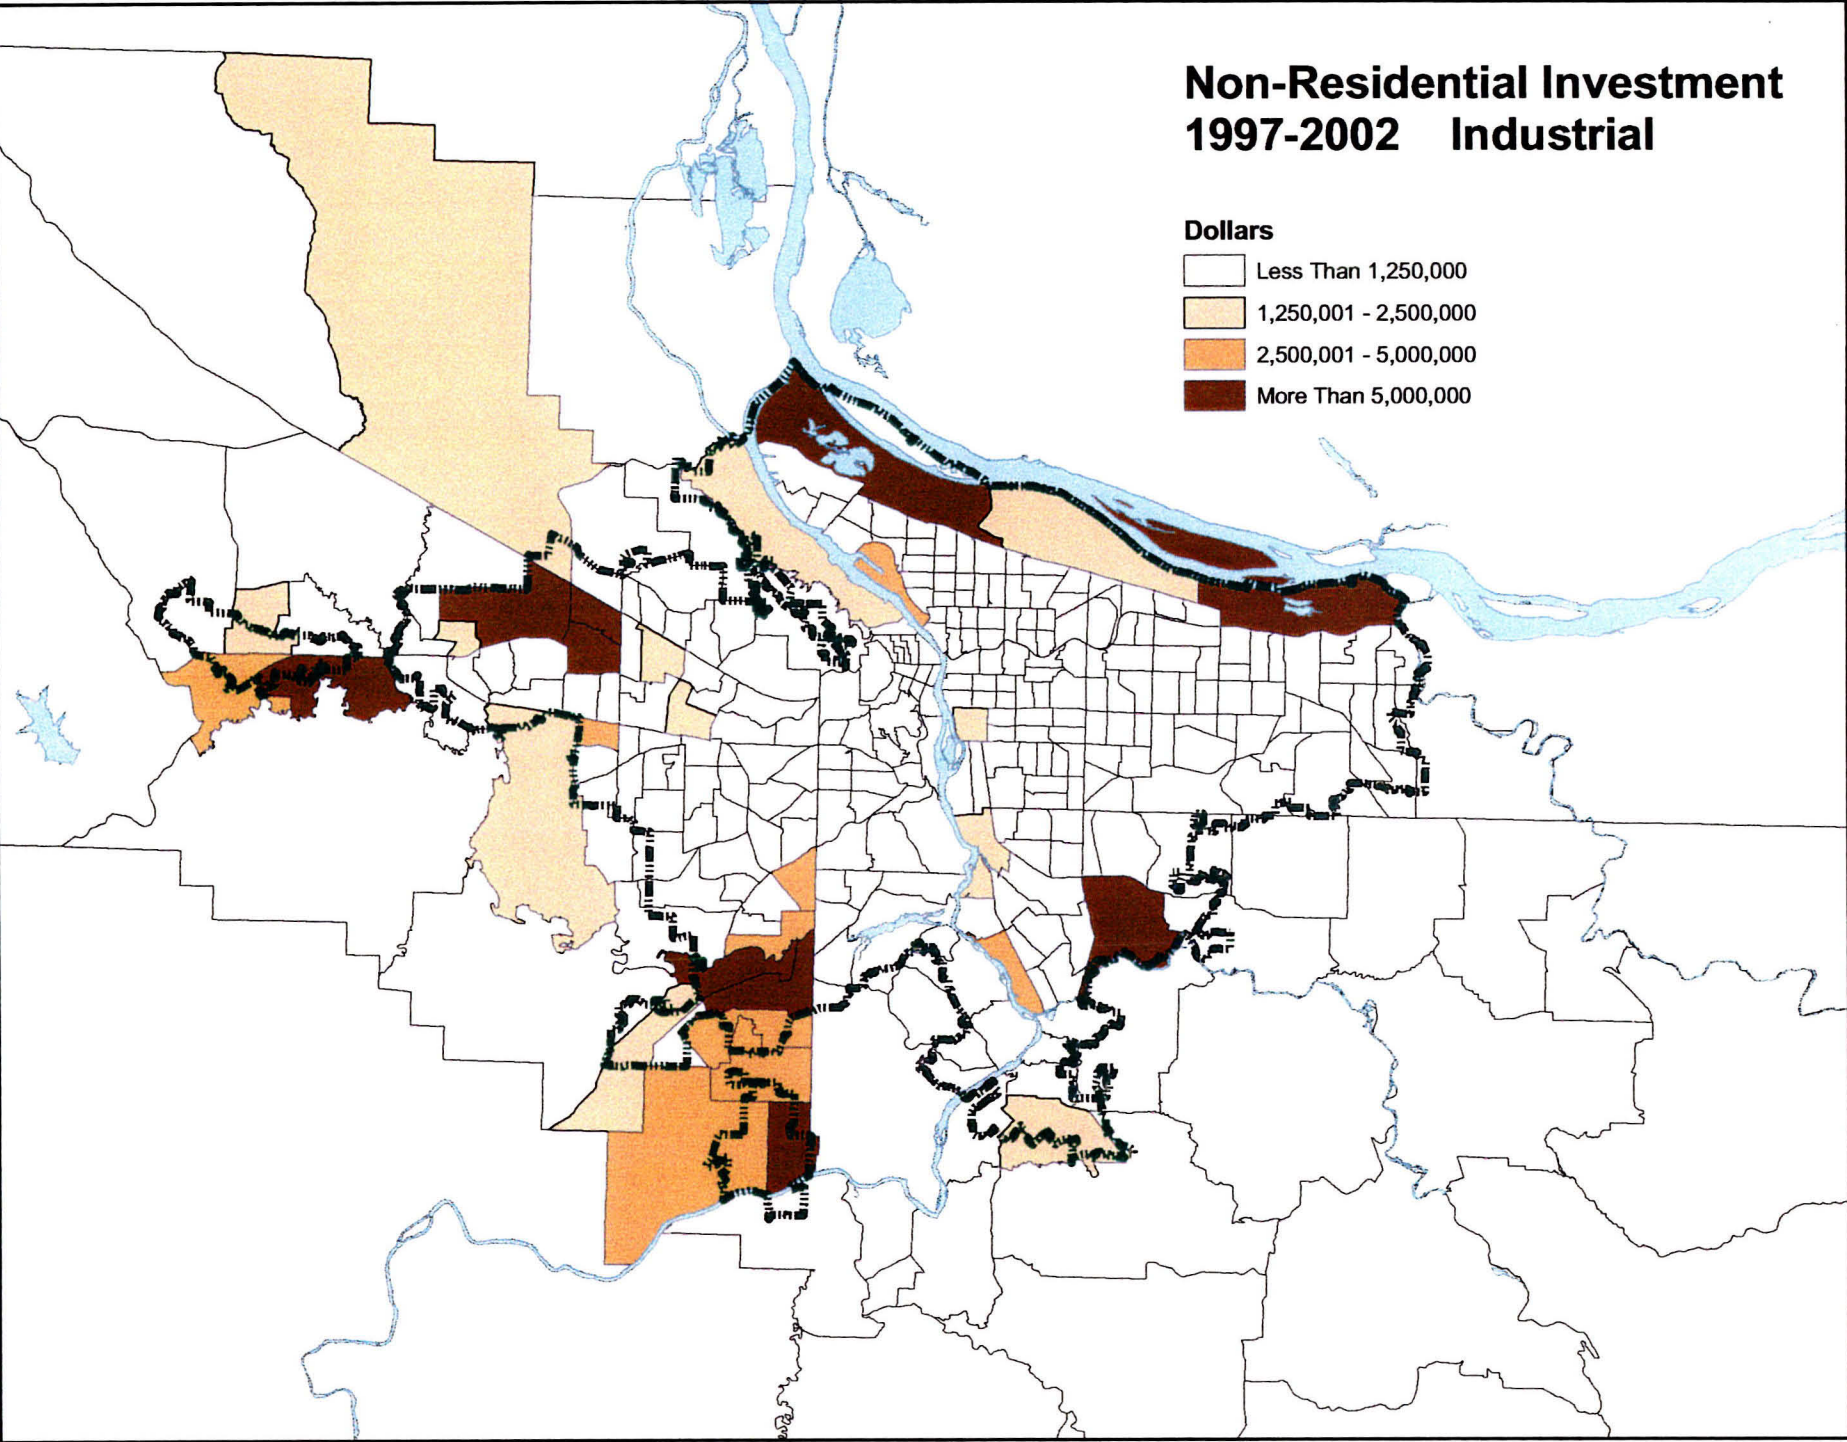 Non-Residential Investment
1997-2002 Industrial
Dollars
Less Than 1,250,000
1,250,001 - 2,500,000
2,500,001 - 5,000,000
More Than 5,000,000